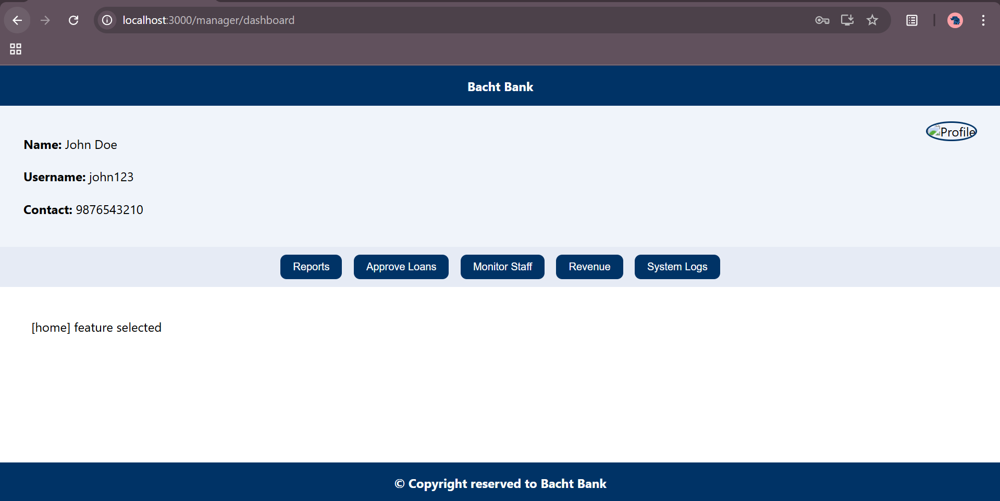 localhost:3000/manager/dashboard
Bacht Bank
Profile
Name: John Doe
Username: john123
Contact: 9876543210
Reports Approve Loans Monitor Staff Revenue System Logs
[home] feature selected
© Copyright reserved to Bacht Bank